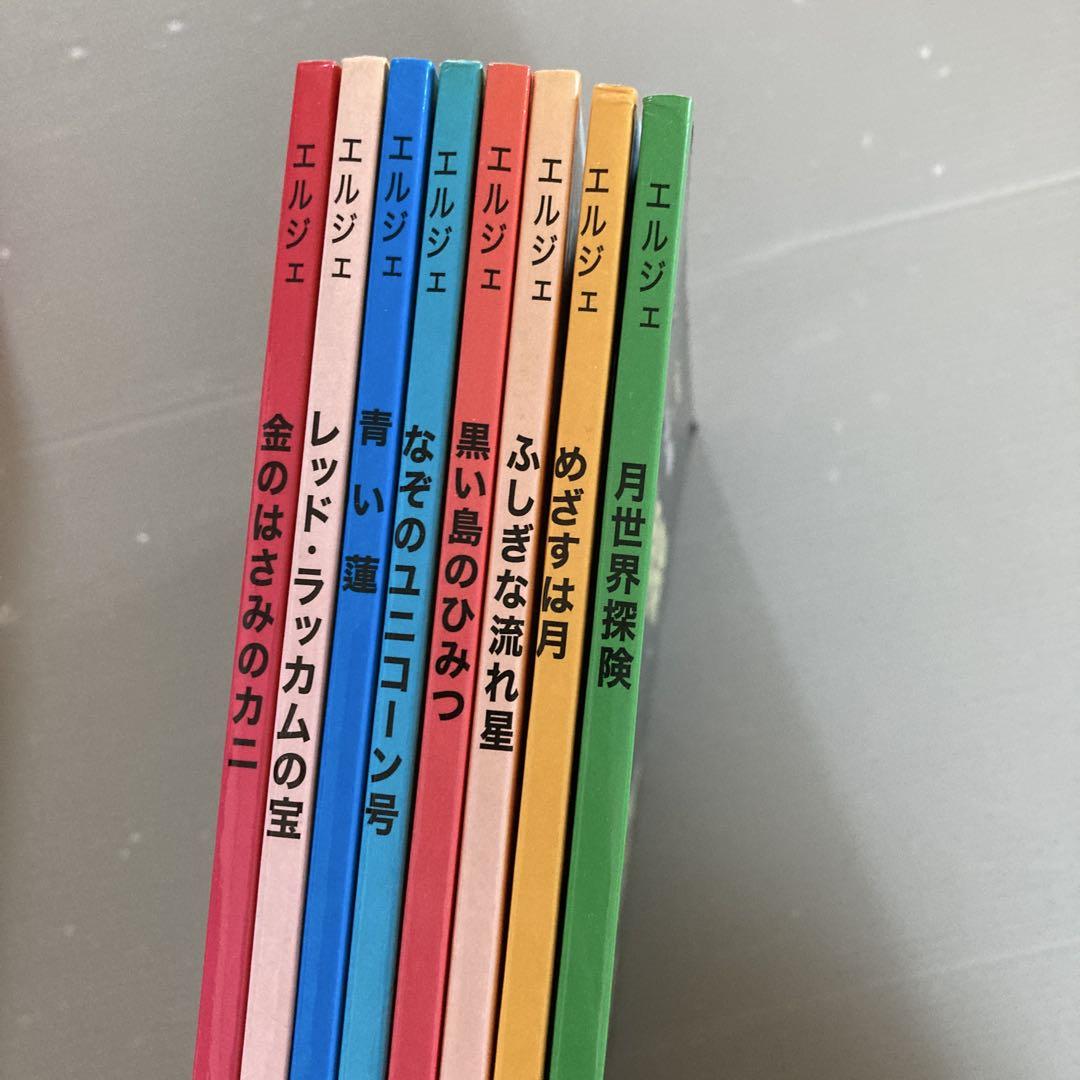 エルジェ
金のはさみのカニ
エルジェ
レッド・ラッカムの宝
エルジェ
青い蓮
エルジェ
なぞのユニコーン号
エルジェ
黒い島のひみつ
エルジェ
ふしぎな流れ星
エルジェ
めざすは月
エルジェ
月世界探険